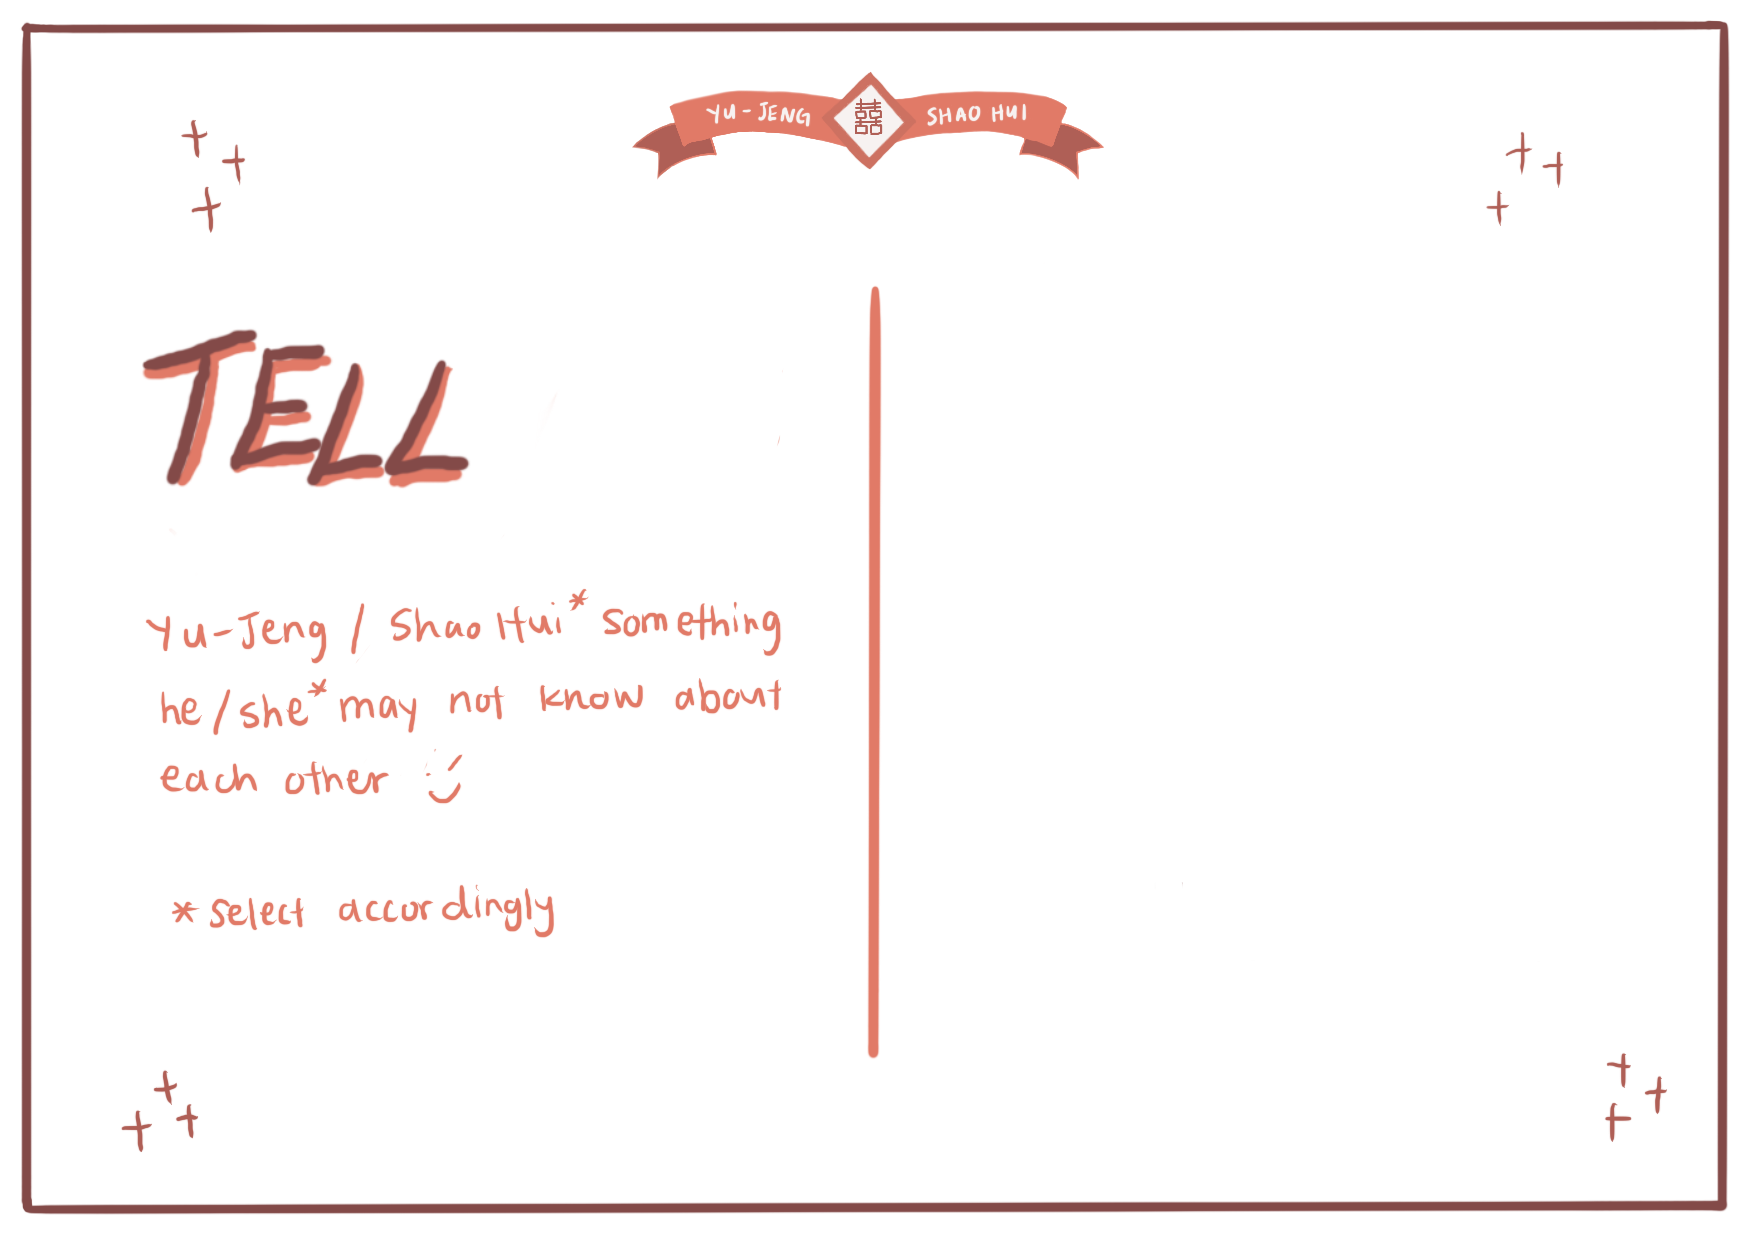 YU-JENG 囍 SHAO HUI
TELL
Yu-Jeng / Shao Hui* something
he/she* may not know about
each other
*select accordingly